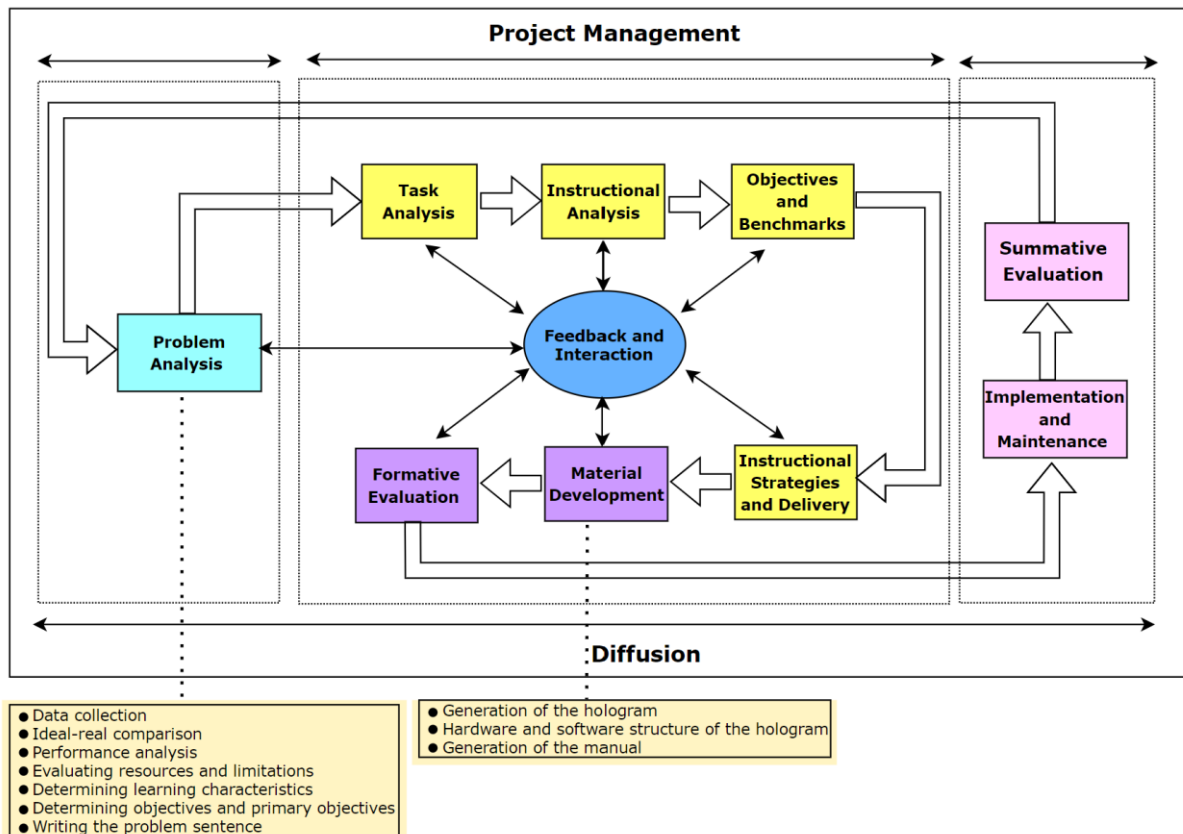 Project Management
Task
Analysis
Instructional
Analysis
Objectives
and
Benchmarks
Summative
Evaluation
Problem
Analysis
Feedback and
Interaction
Implementation
and
Maintenance
Formative
Evaluation
Material
Development
Instructional
Strategies
and Delivery
Diffusion
● Data collection
● Ideal-real comparison
● Performance analysis
● Evaluating resources and limitations
● Determining learning characteristics
● Determining objectives and primary objectives
● Writing the problem sentence
● Generation of the hologram
● Hardware and software structure of the hologram
● Generation of the manual